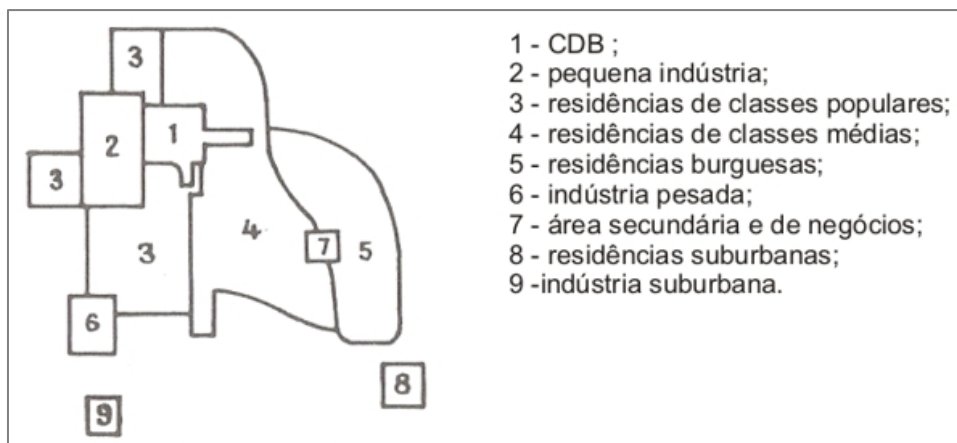 3
1
2
3
4
7
5
3
6
8
9
1 - CDB ;
2 - pequena indústria;
3 - residências de classes populares;
4 - residências de classes médias;
5 - residências burguesas;
6 - indústria pesada;
7 - área secundária e de negócios;
8 - residências suburbanas;
9 -indústria suburbana.